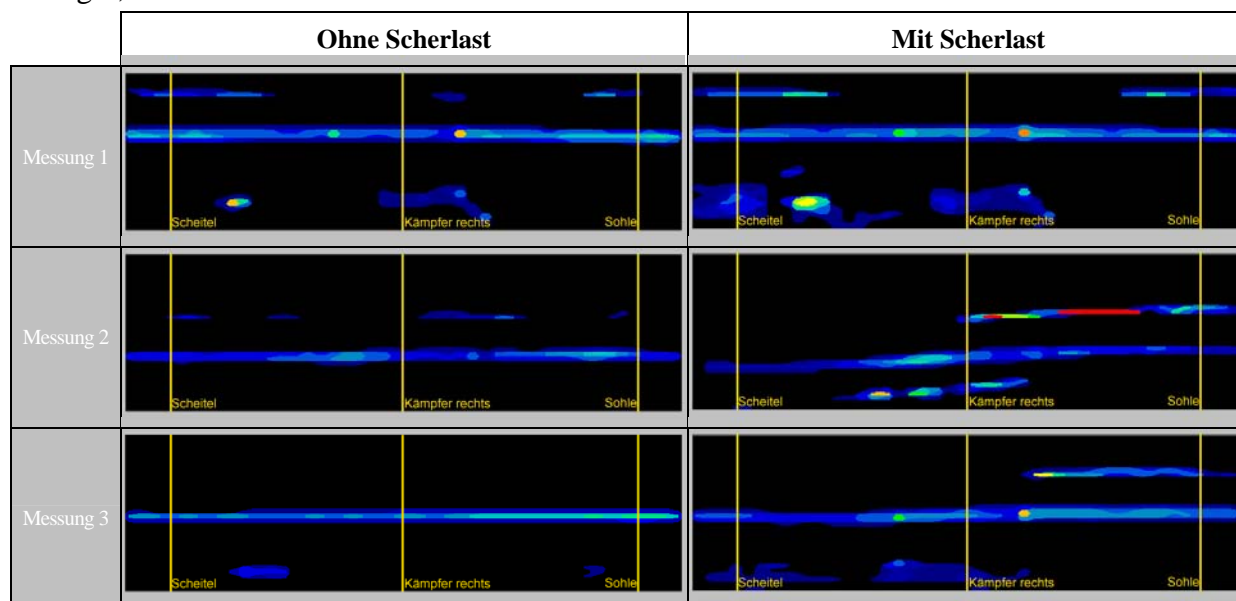 Ohne Scherlast Mit Scherlast
Messung 1
Scheitel Kämpfer rechts Sohle
Scheitel Kämpfer rechts Sohle
Messung 2
Scheitel Kämpfer rechts Sohle
Scheitel Kämpfer rechts Sohle
Messung 3
Scheitel Kämpfer rechts Sohle
Scheitel Kämpfer rechts Sohle